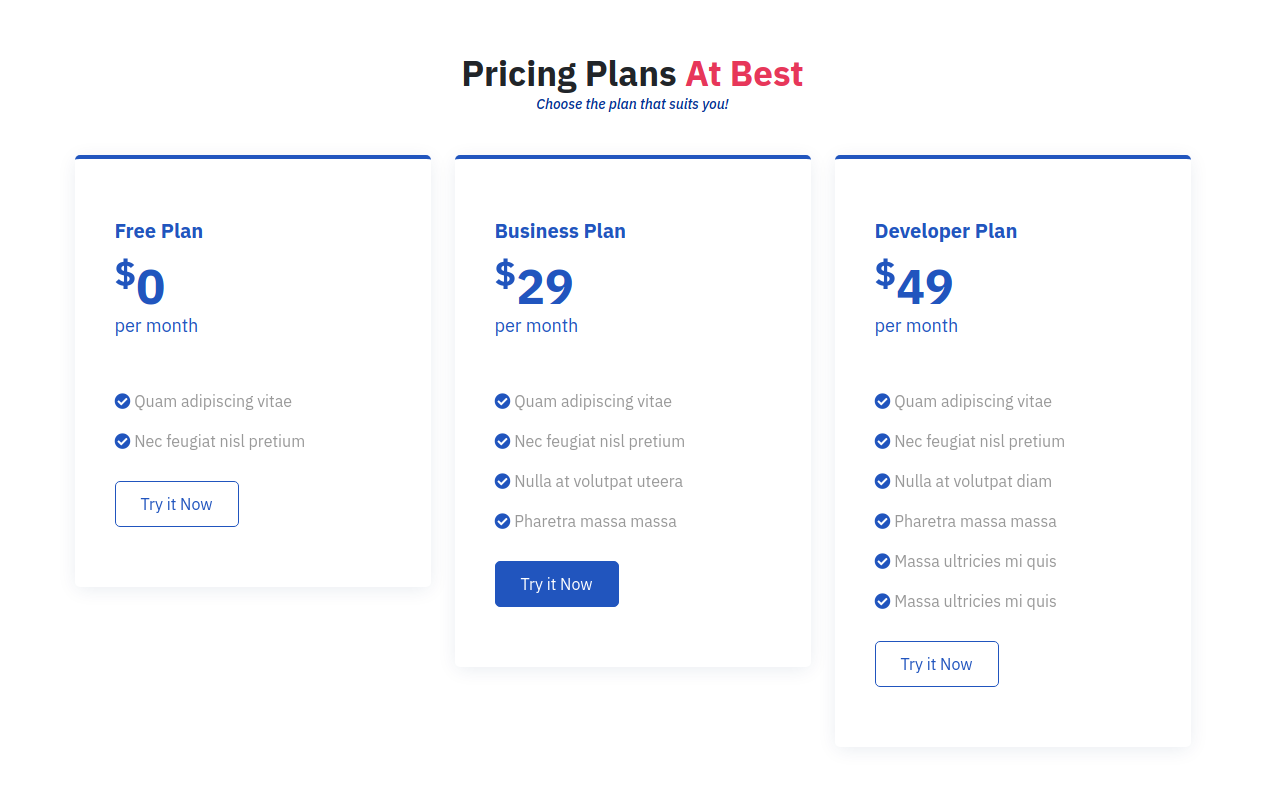 Pricing Plans At Best
Choose the plan that suits you!
Free Plan
$0
per month
Quam adipiscing vitae
Nec feugiat nisl pretium
Try it Now
Business Plan
$29
per month
Quam adipiscing vitae
Nec feugiat nisl pretium
Nulla at volutpat uteera
Pharetra massa massa
Try it Now
Developer Plan
$49
per month
Quam adipiscing vitae
Nec feugiat nisl pretium
Nulla at volutpat diam
Pharetra massa massa
Massa ultricies mi quis
Massa ultricies mi quis
Try it Now